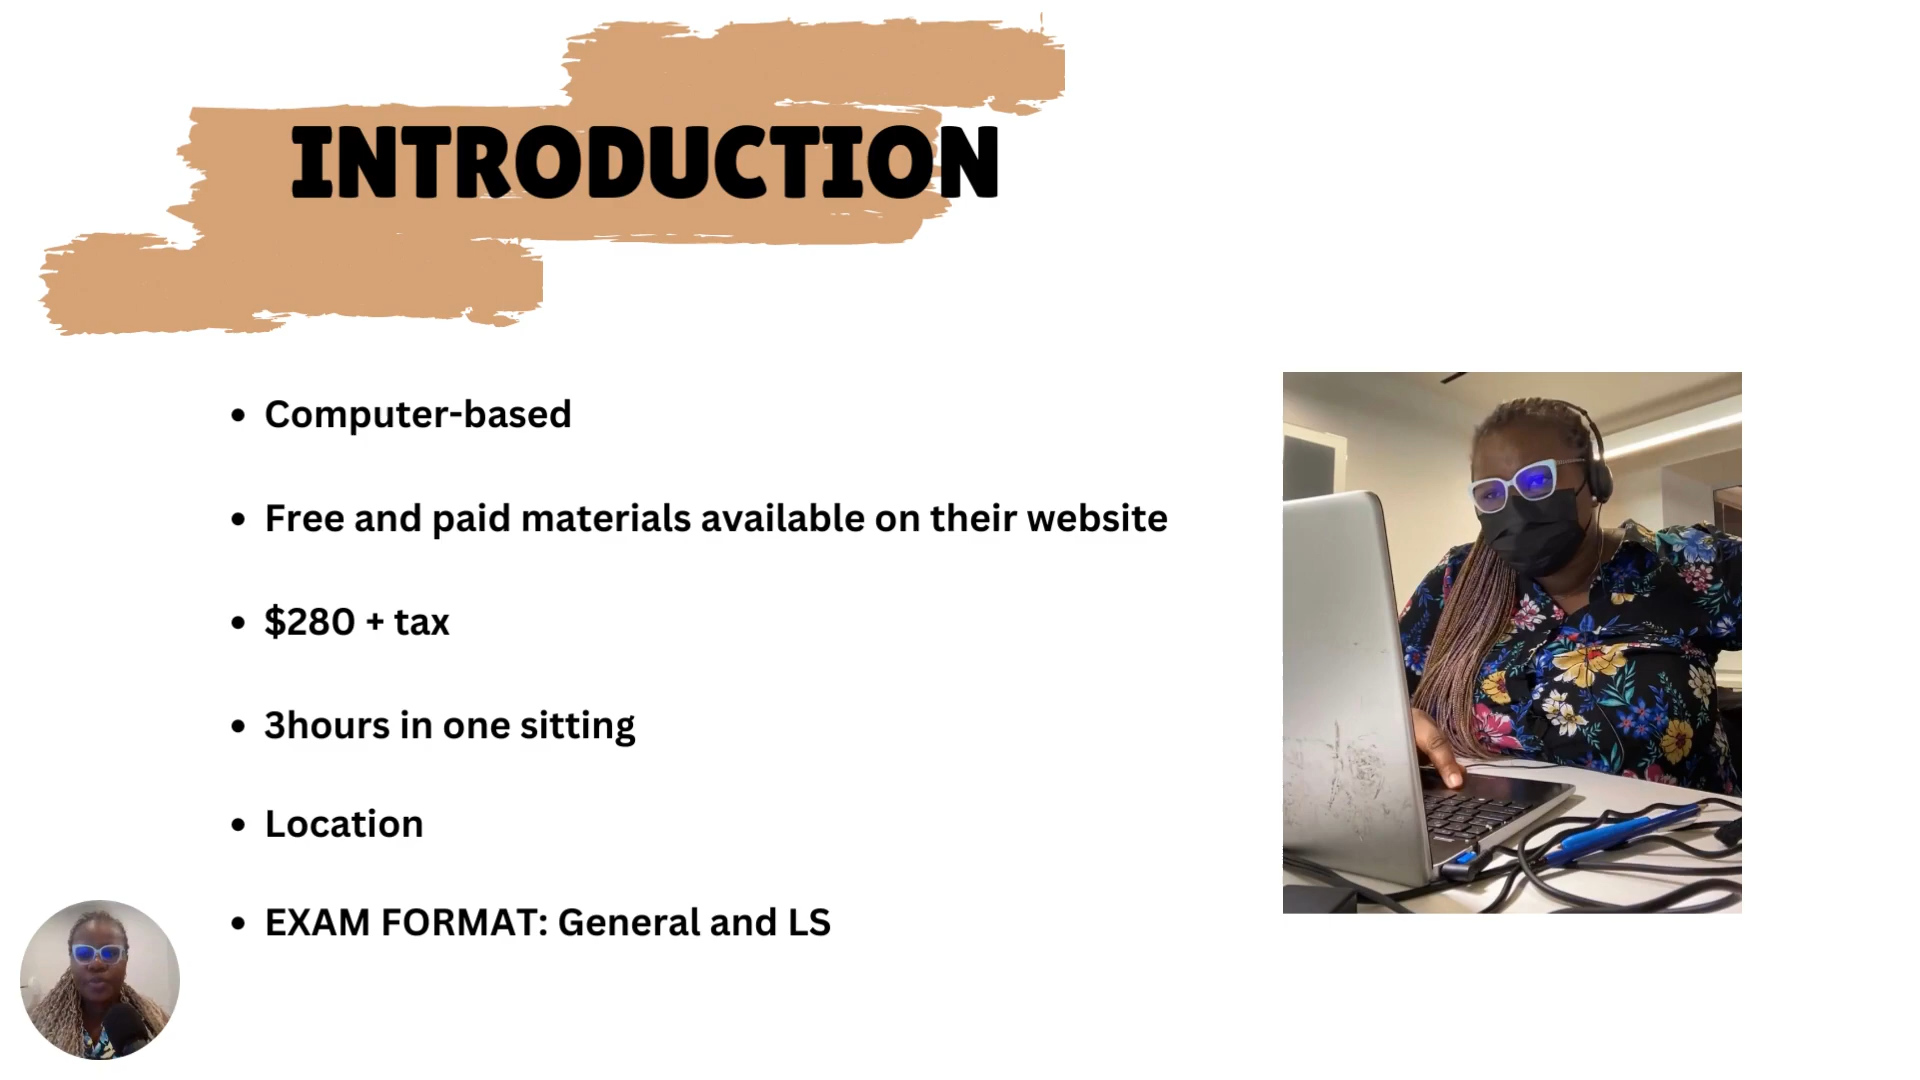 INTRODUCTION
• Computer-based
• Free and paid materials available on their website
• $280 + tax
• 3hours in one sitting
• Location
• EXAM FORMAT: General and LS